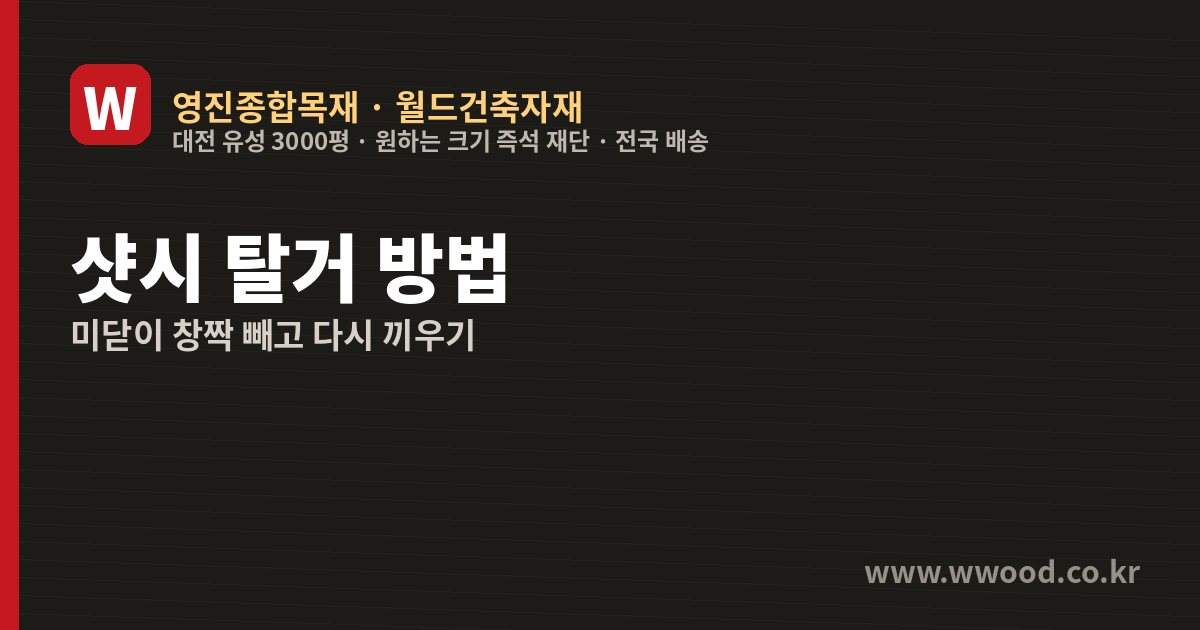 W
영진종합목재 · 월드건축자재
대전 유성 3000평 · 원하는 크기 즉석 재단 · 전국 배송
샷시 탈거 방법
미닫이 창짝 빼고 다시 끼우기
www.wwood.co.kr